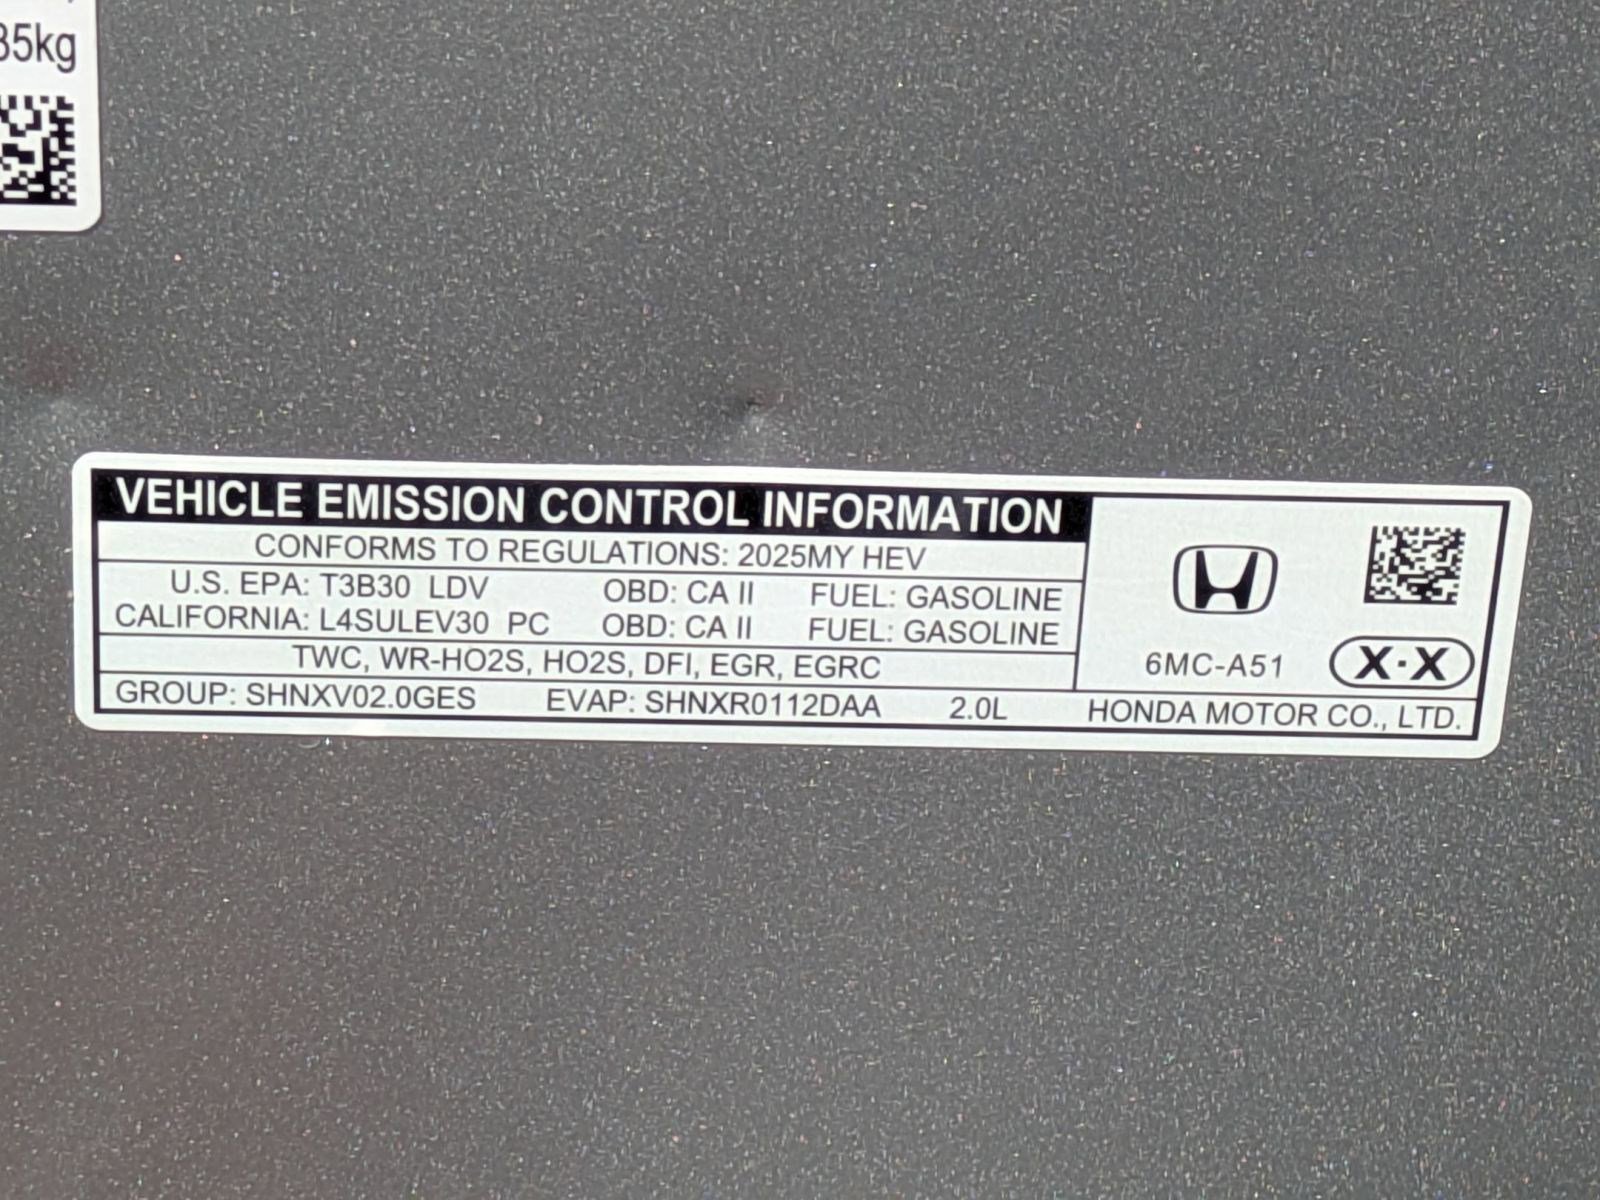 35kg
VEHICLE EMISSION CONTROL INFORMATION
CONFORMS TO REGULATIONS: 2025MY HEV
U.S. EPA: T3B30 LDV OBD: CA II FUEL: GASOLINE
CALIFORNIA: L4SULEV30 PC OBD: CA II FUEL: GASOLINE
TWC, WR-HO2S, HO2S, DFI, EGR, EGRC
6MC-A51 X·X
GROUP: SHNXV02.0GES EVAP: SHNXR0112DAA 2.0L HONDA MOTOR CO., LTD.